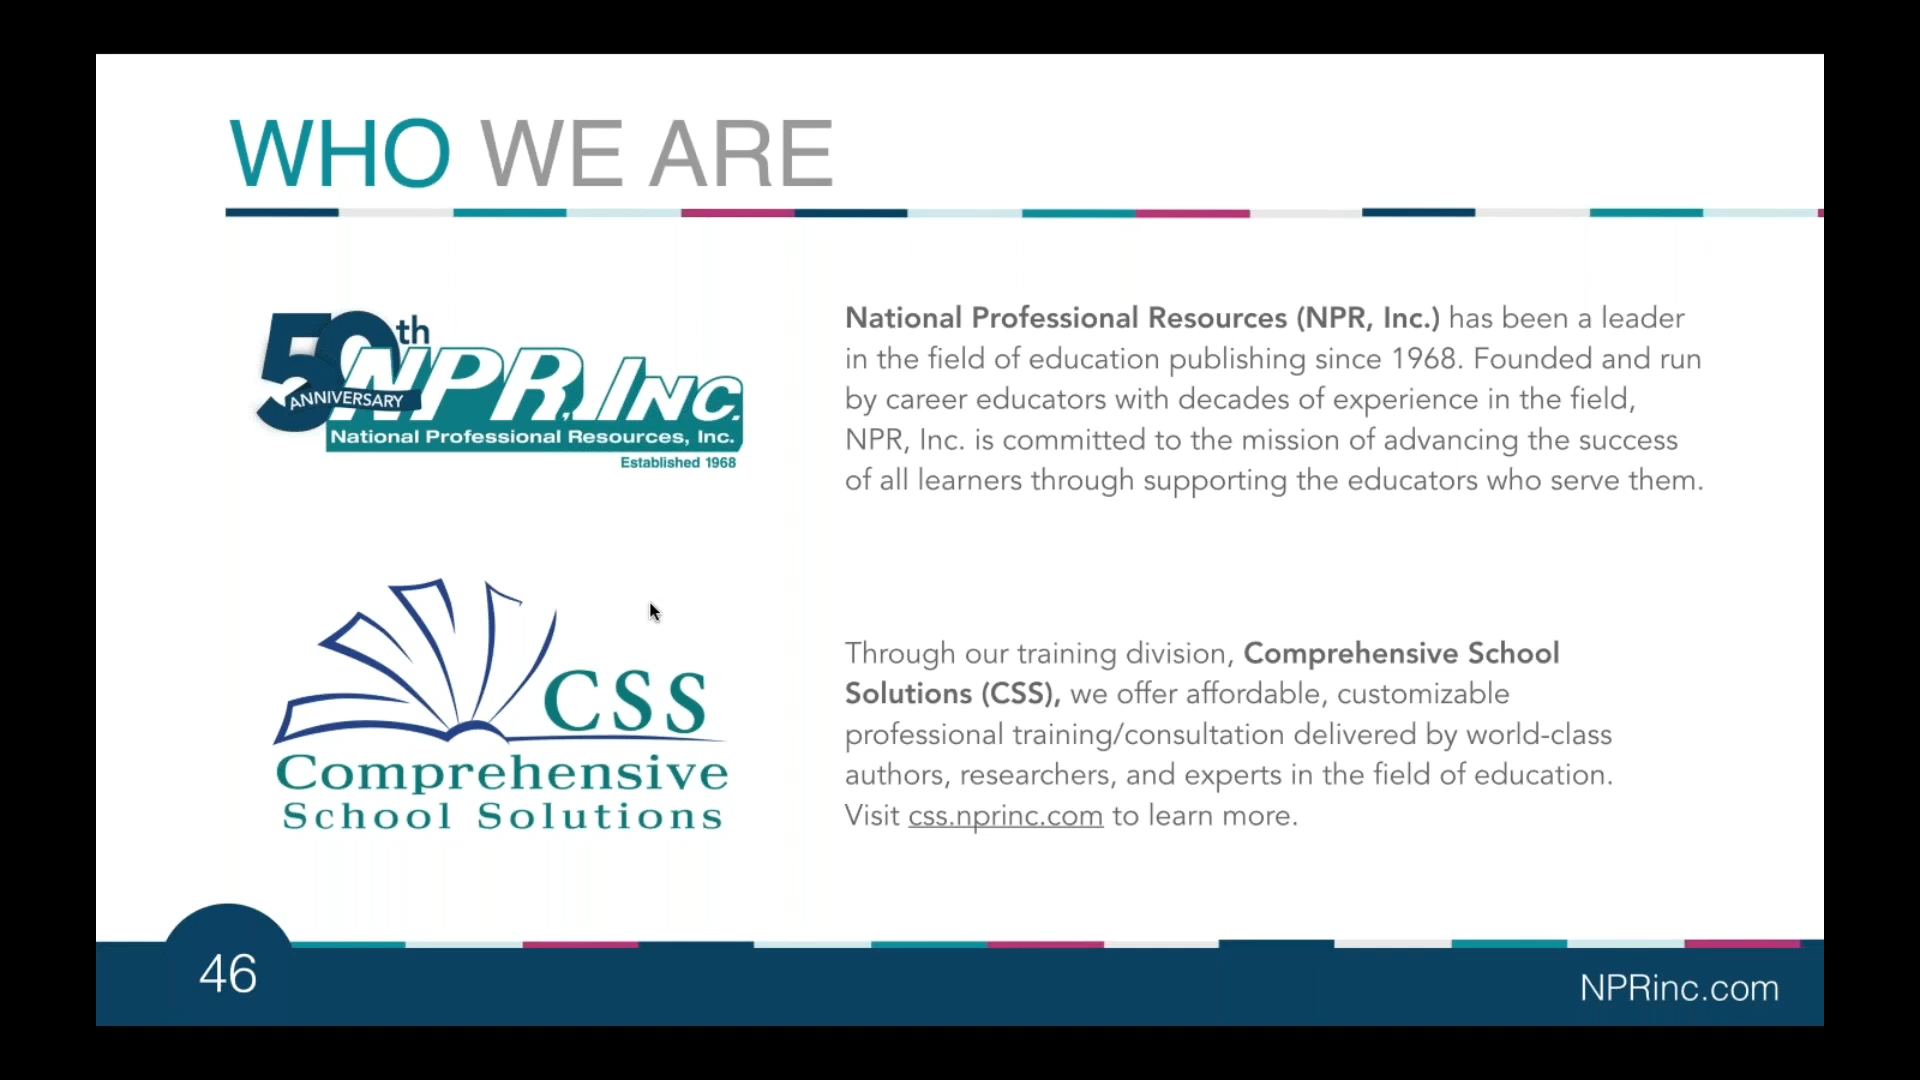 WHO WE ARE
50th
ANNIVERSARY
NPR, INC.
National Professional Resources, Inc.
Established 1968
National Professional Resources (NPR, Inc.) has been a leader
in the field of education publishing since 1968. Founded and run
by career educators with decades of experience in the field,
NPR, Inc. is committed to the mission of advancing the success
of all learners through supporting the educators who serve them.
CSS
Comprehensive
School Solutions
Through our training division, Comprehensive School
Solutions (CSS), we offer affordable, customizable
professional training/consultation delivered by world-class
authors, researchers, and experts in the field of education.
Visit css.nprinc.com to learn more.
46
NPRinc.com